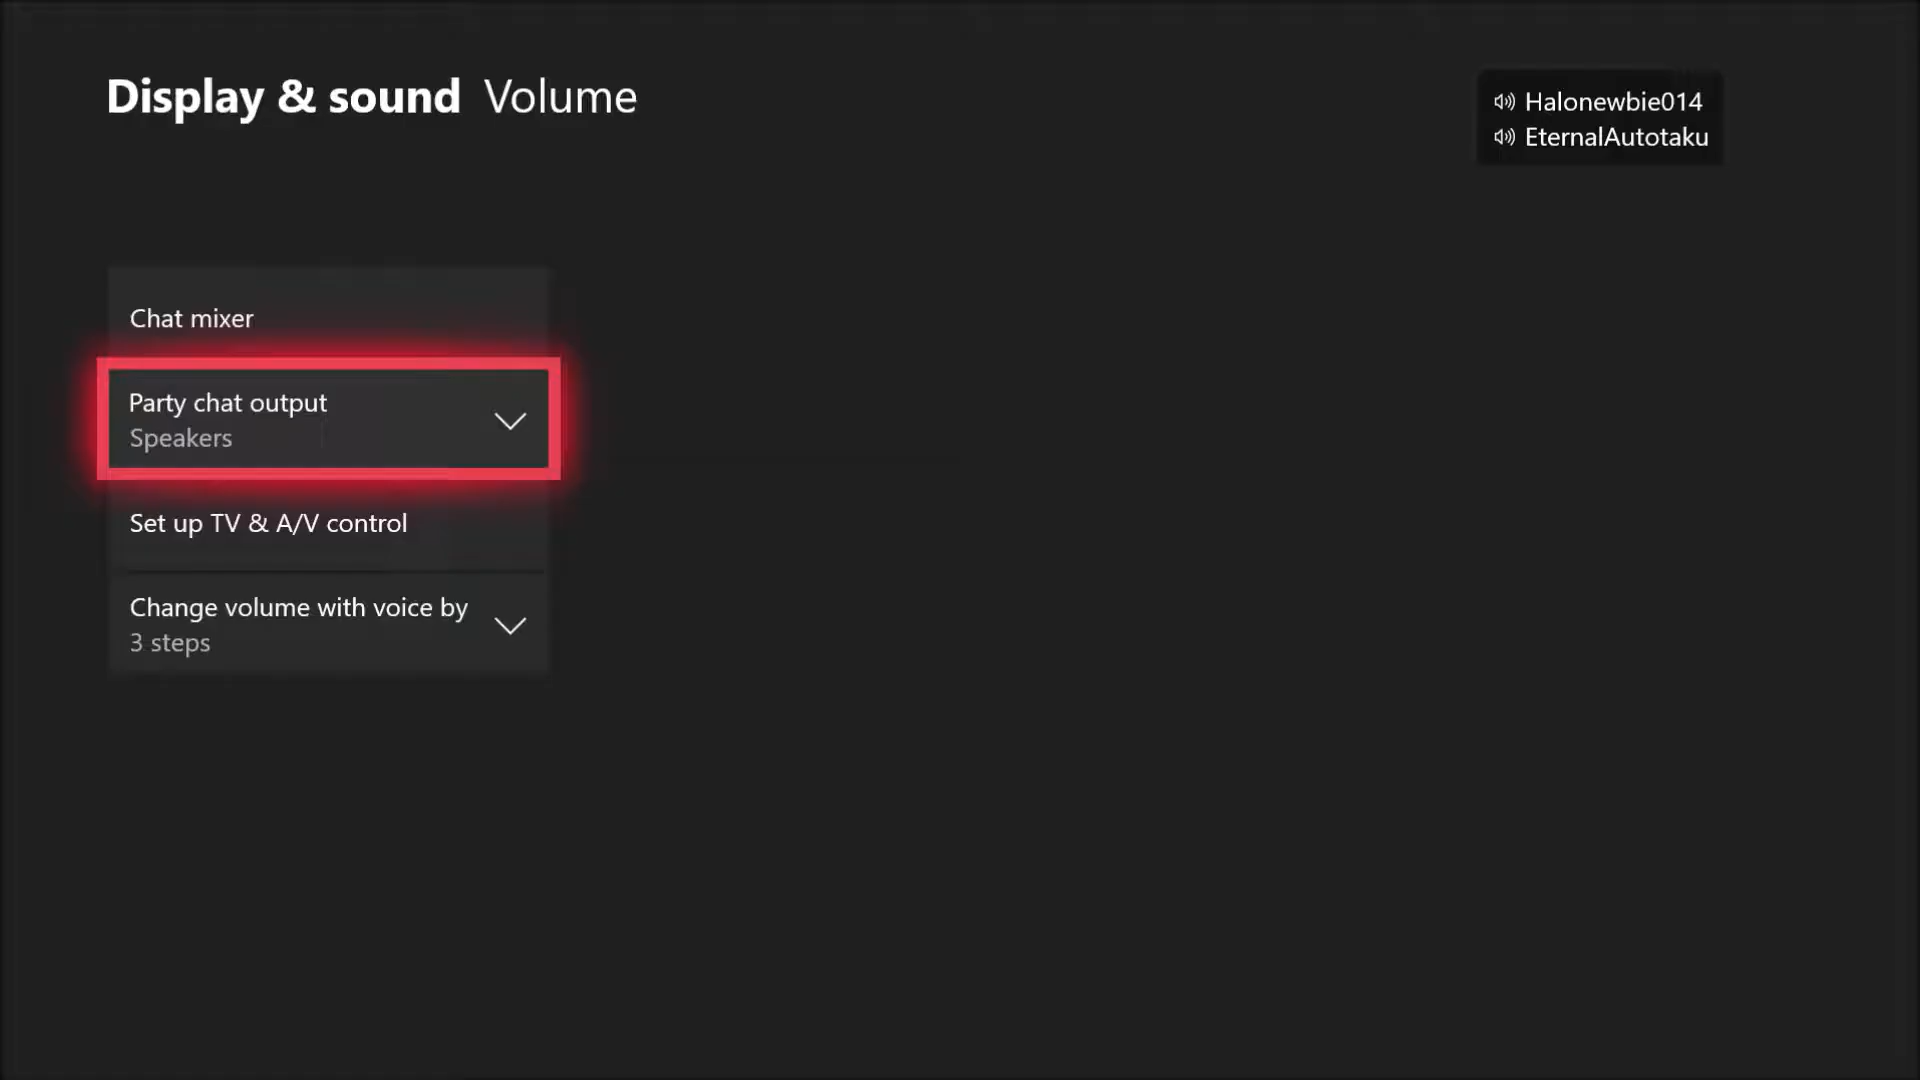 Display & sound Volume
Halonewbie014
EternalAutotaku
Chat mixer
Party chat output
Speakers
Set up TV & A/V control
Change volume with voice by
3 steps